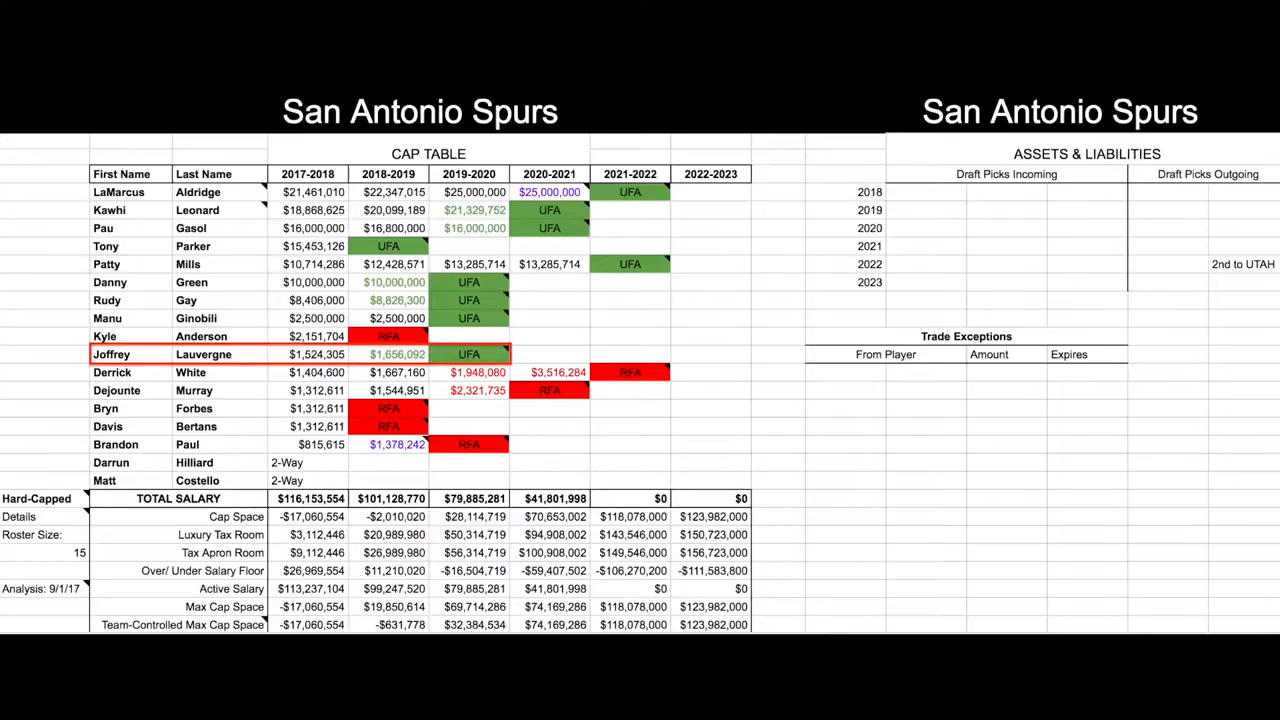 San Antonio Spurs San Antonio Spurs
CAP TABLE ASSETS & LIABILITIES
First Name Last Name 2017-2018 2018-2019 2019-2020 2020-2021 2021-2022 2022-2023 Draft Picks Incoming Draft Picks Outgoing
LaMarcus Aldridge $21,461,010 $22,347,015 $25,000,000 $25,000,000 UFA 2018
Kawhi Leonard $18,868,625 $20,099,189 $21,329,752 UFA 2019
Pau Gasol $16,000,000 $16,800,000 $16,000,000 UFA 2020
Tony Parker $15,453,126 UFA 2021
Patty Mills $10,714,286 $12,428,571 $13,285,714 $13,285,714 UFA 2022 2nd to UTAH
Danny Green $10,000,000 $10,000,000 UFA 2023
Rudy Gay $8,406,000 $8,826,300 UFA
Manu Ginobili $2,500,000 $2,500,000 UFA
Kyle Anderson $2,151,704 RFA Trade Exceptions
Joffrey Lauvergne $1,524,305 $1,656,092 UFA From Player Amount Expires
Derrick White $1,404,600 $1,667,160 $1,948,080 $3,516,284 RFA
Dejounte Murray $1,312,611 $1,544,951 $2,321,735 RFA
Bryn Forbes $1,312,611 RFA
Davis Bertans $1,312,611 RFA
Brandon Paul $815,615 $1,378,242 RFA
Darrun Hilliard 2-Way
Matt Costello 2-Way
Hard-Capped TOTAL SALARY $116,153,554 $101,128,770 $79,885,281 $41,801,998 $0 $0
Details Cap Space -$17,060,554 -$2,010,020 $28,114,719 $70,653,002 $118,078,000 $123,982,000
Roster Size: Luxury Tax Room $3,112,446 $20,989,980 $50,314,719 $94,908,002 $143,546,000 $150,723,000
15 Tax Apron Room $9,112,446 $26,989,980 $56,314,719 $100,908,002 $149,546,000 $156,723,000
Over/ Under Salary Floor $26,969,554 $11,210,020 -$16,504,719 -$59,407,502 -$106,270,200 -$111,583,800
Analysis: 9/1/17 Active Salary $113,237,104 $99,247,520 $79,885,281 $41,801,998 $0 $0
Max Cap Space -$17,060,554 $19,850,614 $69,714,286 $74,169,286 $118,078,000 $123,982,000
Team-Controlled Max Cap Space -$17,060,554 -$631,778 $32,384,534 $74,169,286 $118,078,000 $123,982,000